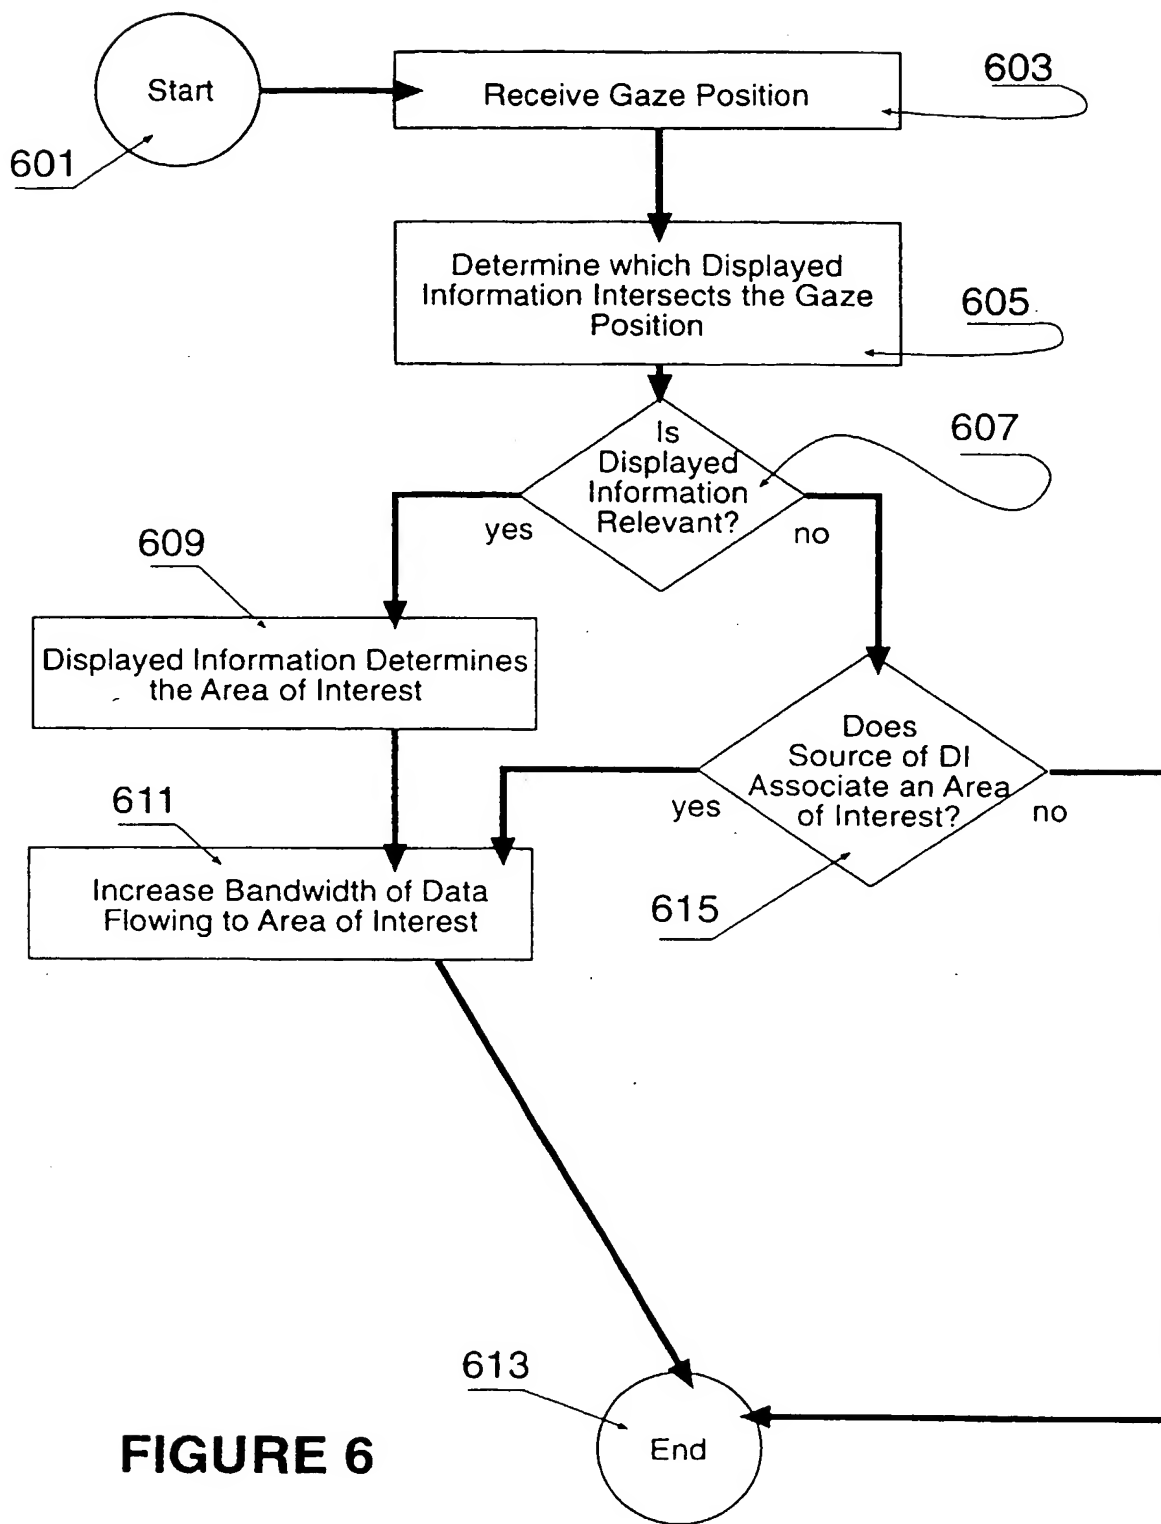 Start
601
Receive Gaze Position
603
Determine which Displayed
Information Intersects the Gaze
Position
605
Is
Displayed
Information
Relevant?
607
yes
no
609
Displayed Information Determines
the Area of Interest
Does
Source of DI
Associate an Area
of Interest?
yes
no
611
Increase Bandwidth of Data
Flowing to Area of Interest
615
613
End
FIGURE 6